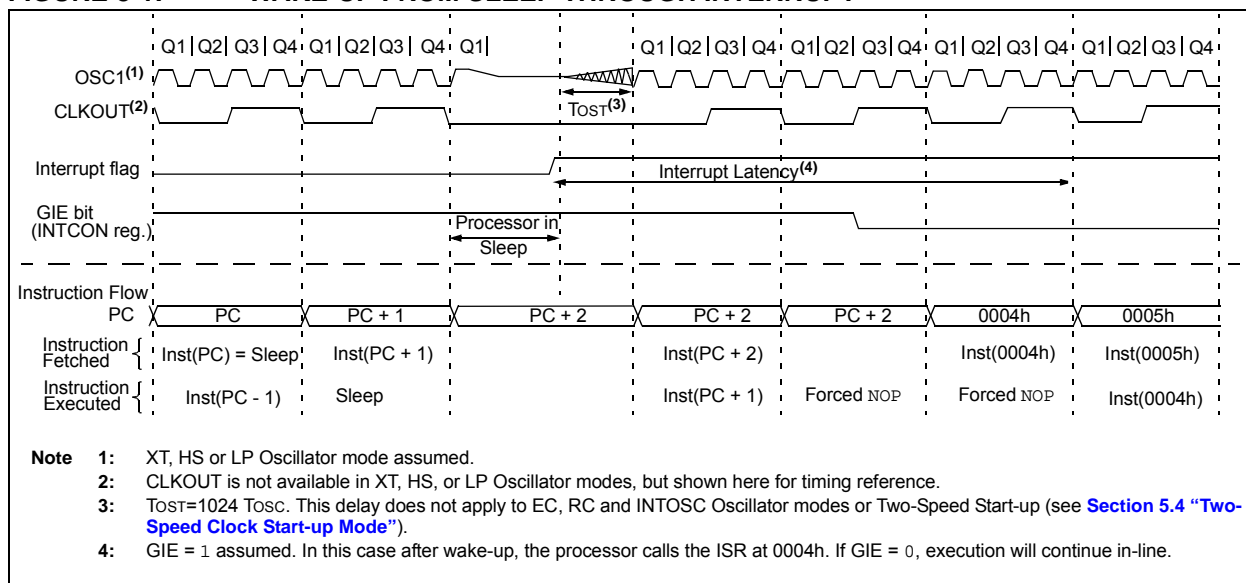 Q1 Q2 Q3 Q4 Q1 Q2 Q3 Q4 Q1 Q1 Q2 Q3 Q4 Q1 Q2 Q3 Q4 Q1 Q2 Q3 Q4 Q1 Q2 Q3 Q4
OSC1(1)
TOST(3)
CLKOUT(2)
Interrupt flag
Interrupt Latency(4)
GIE bit
(INTCON reg.)
Processor in
Sleep
Instruction Flow
PC PC PC + 1 PC + 2 PC + 2 PC + 2 0004h 0005h
Instruction
Fetched
Inst(PC) = Sleep Inst(PC + 1) Inst(PC + 2) Inst(0004h) Inst(0005h)
Instruction
Executed
Inst(PC - 1) Sleep Inst(PC + 1) Forced NOP Forced NOP Inst(0004h)
Note 1: XT, HS or LP Oscillator mode assumed.
2: CLKOUT is not available in XT, HS, or LP Oscillator modes, but shown here for timing reference.
3: TOST=1024 TOSC. This delay does not apply to EC, RC and INTOSC Oscillator modes or Two-Speed Start-up (see Section 5.4 “Two-
Speed Clock Start-up Mode”).
4: GIE = 1 assumed. In this case after wake-up, the processor calls the ISR at 0004h. If GIE = 0, execution will continue in-line.